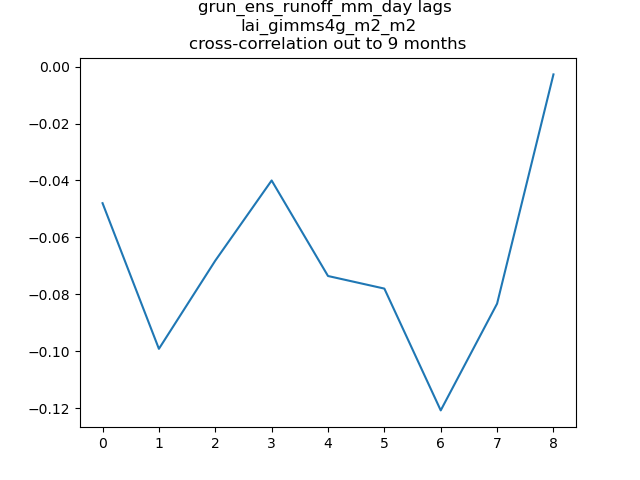 grun_ens_runoff_mm_day lags
lai_gimms4g_m2_m2
cross-correlation out to 9 months
0.00
−0.02
−0.04
−0.06
−0.08
−0.10
−0.12
0 1 2 3 4 5 6 7 8